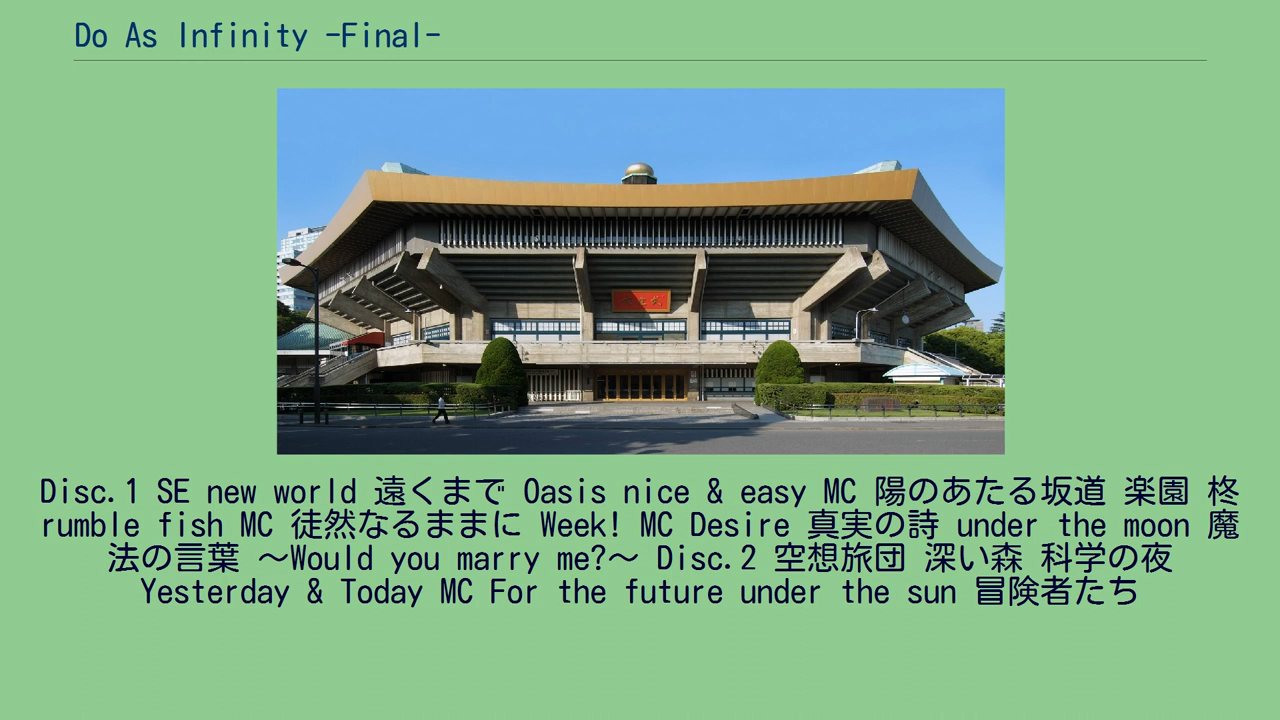 Do As Infinity -Final-
Disc.1 SE new world 遠くまで Oasis nice & easy MC 陽のあたる坂道 楽園 柊
rumble fish MC 徒然なるままに Week! MC Desire 真実の詩 under the moon 魔
法の言葉 〜Would you marry me?〜 Disc.2 空想旅団 深い森 科学の夜
Yesterday & Today MC For the future under the sun 冒険者たち